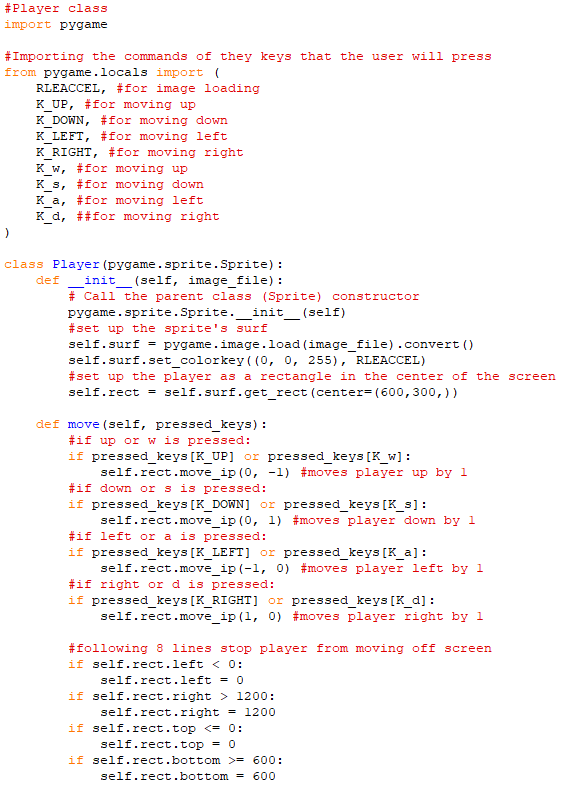 #Player class
import pygame

#Importing the commands of they keys that the user will press
from pygame.locals import (
    RLEACCEL, #for image loading
    K_UP, #for moving up
    K_DOWN, #for moving down
    K_LEFT, #for moving left
    K_RIGHT, #for moving right
    K_w, #for moving up
    K_s, #for moving down
    K_a, #for moving left
    K_d, ##for moving right
)

class Player(pygame.sprite.Sprite):
    def __init__(self, image_file):
        # Call the parent class (Sprite) constructor
        pygame.sprite.Sprite.__init__(self)
        #set up the sprite's surf
        self.surf = pygame.image.load(image_file).convert()
        self.surf.set_colorkey((0, 0, 255), RLEACCEL)
        #set up the player as a rectangle in the center of the screen
        self.rect = self.surf.get_rect(center=(600,300,))

    def move(self, pressed_keys):
        #if up or w is pressed:
        if pressed_keys[K_UP] or pressed_keys[K_w]:
            self.rect.move_ip(0, -1) #moves player up by 1
        #if down or s is pressed:
        if pressed_keys[K_DOWN] or pressed_keys[K_s]:
            self.rect.move_ip(0, 1) #moves player down by 1
        #if left or a is pressed:
        if pressed_keys[K_LEFT] or pressed_keys[K_a]:
            self.rect.move_ip(-1, 0) #moves player left by 1
        #if right or d is pressed:
        if pressed_keys[K_RIGHT] or pressed_keys[K_d]:
            self.rect.move_ip(1, 0) #moves player right by 1

        #following 8 lines stop player from moving off screen
        if self.rect.left < 0:
            self.rect.left = 0
        if self.rect.right > 1200:
            self.rect.right = 1200
        if self.rect.top <= 0:
            self.rect.top = 0
        if self.rect.bottom >= 600:
            self.rect.bottom = 600